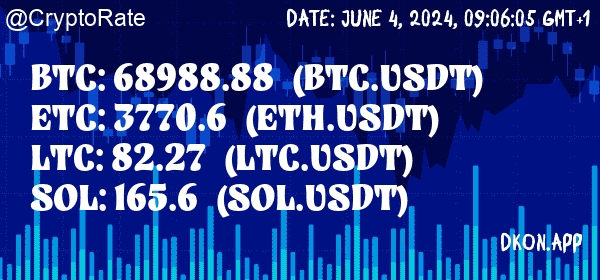 @CryptoRate
DATE: JUNE 4, 2024, 09:06:05 GMT+1
BTC: 68988.88 (BTC.USDT)
ETC: 3770.6 (ETH.USDT)
LTC: 82.27 (LTC.USDT)
SOL: 165.6 (SOL.USDT)
DKON.APP